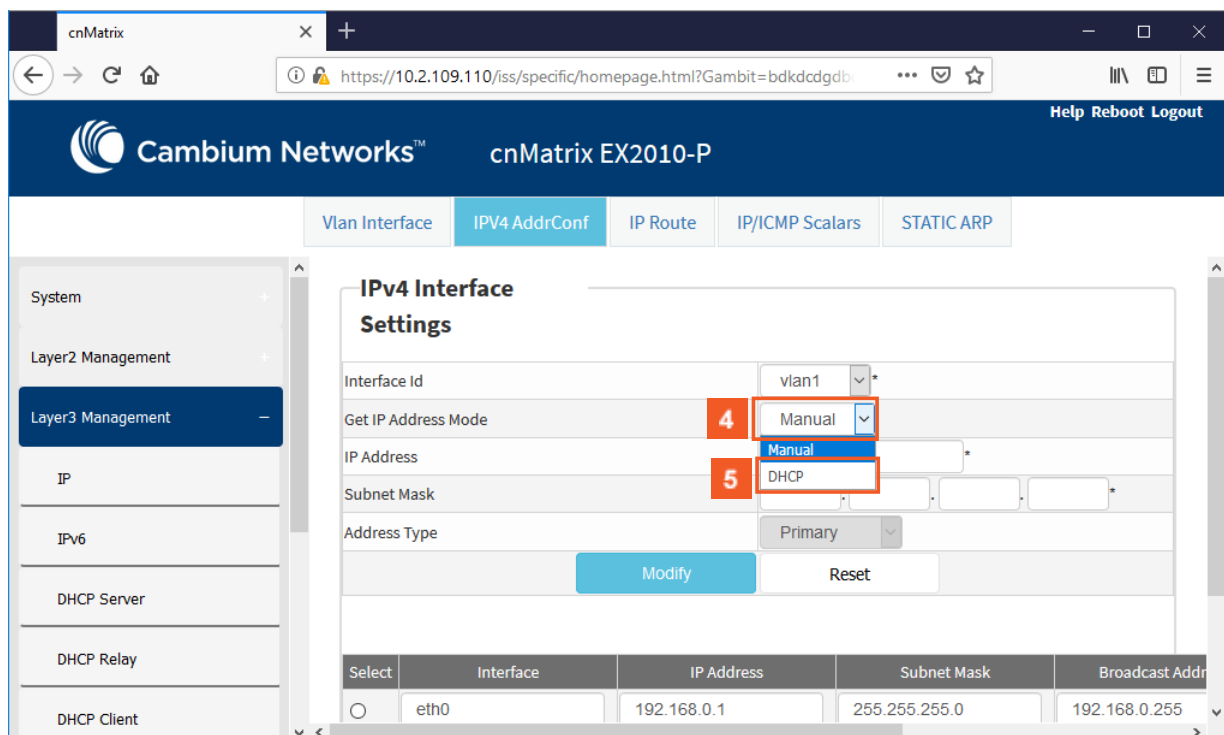 cnMatrix
https://10.2.109.110/iss/specific/homepage.html?Gambit=bdkdcdgdb
Help Reboot Logout
Cambium Networks™ cnMatrix EX2010-P
Vlan Interface IPV4 AddrConf IP Route IP/ICMP Scalars STATIC ARP
System +
Layer2 Management +
Layer3 Management –
IP
IPv6
DHCP Server
DHCP Relay
DHCP Client
IPv4 Interface
Settings
Interface Id vlan1 *
Get IP Address Mode 4 Manual
Manual
IP Address *
5 DHCP
Subnet Mask . . . *
Address Type Primary
Modify Reset
Select Interface IP Address Subnet Mask Broadcast Addr
eth0 192.168.0.1 255.255.255.0 192.168.0.255